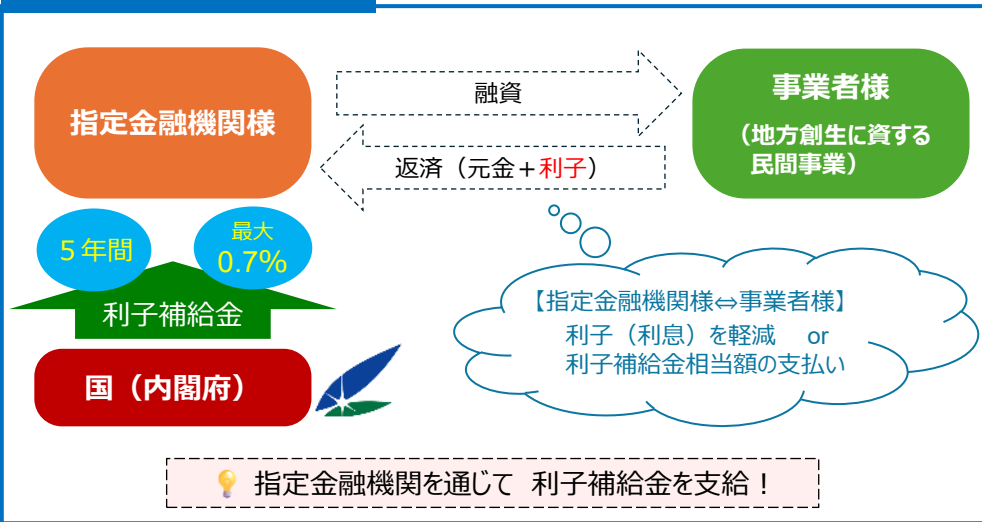 指定金融機関様
融資
事業者様
（地方創生に資する
民間事業）
返済（元金＋利子）
５年間
最大
0.7%
利子補給金
国（内閣府）
【指定金融機関様⇔事業者様】
利子（利息）を軽減　or
利子補給金相当額の支払い
指定金融機関を通じて 利子補給金を支給！